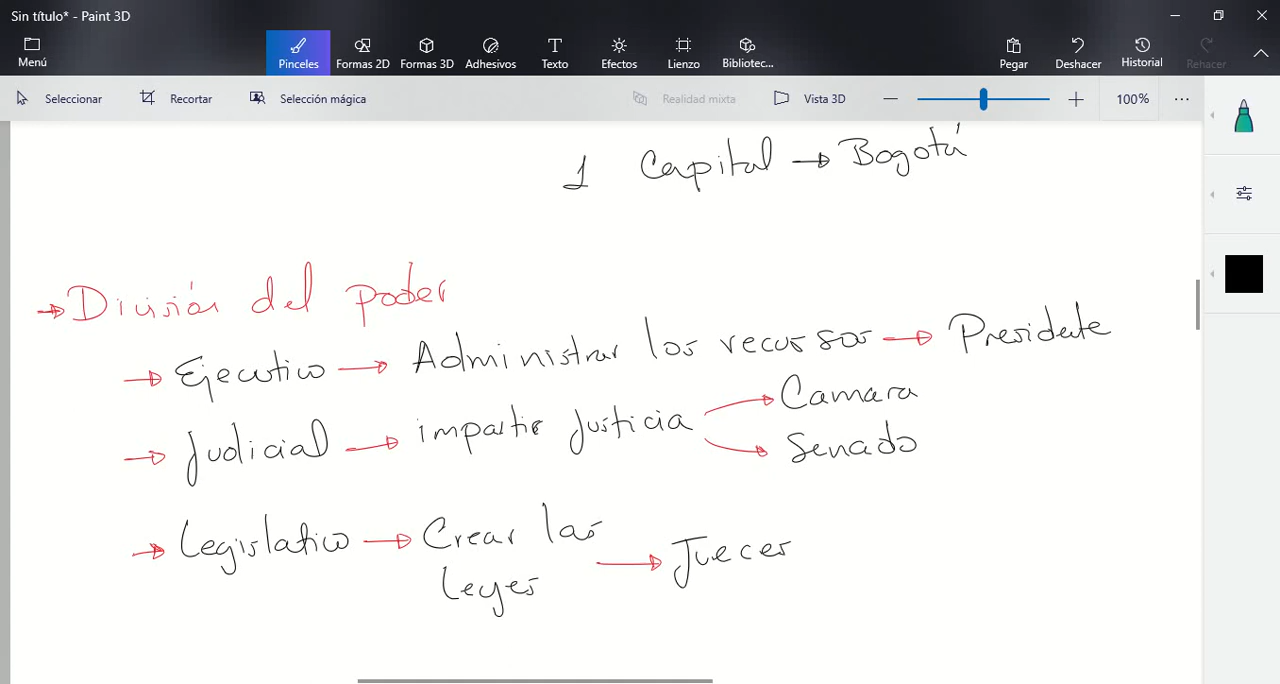 Sin título* - Paint 3D
Menú
Pinceles
Formas 2D
Formas 3D
Adhesivos
Texto
Efectos
Lienzo
Bibliotec...
Pegar
Deshacer
Historial
Rehacer
Seleccionar
Recortar
Selección mágica
Realidad mixta
Vista 3D
100%
1 Capital → Bogotá
→ División del poder
→ Ejecutivo → Administrar los recursos → Presidente
→ Judicial → impartir justicia → Camara
→ Senado
→ Legislativo → Crear las leyes → Jueces